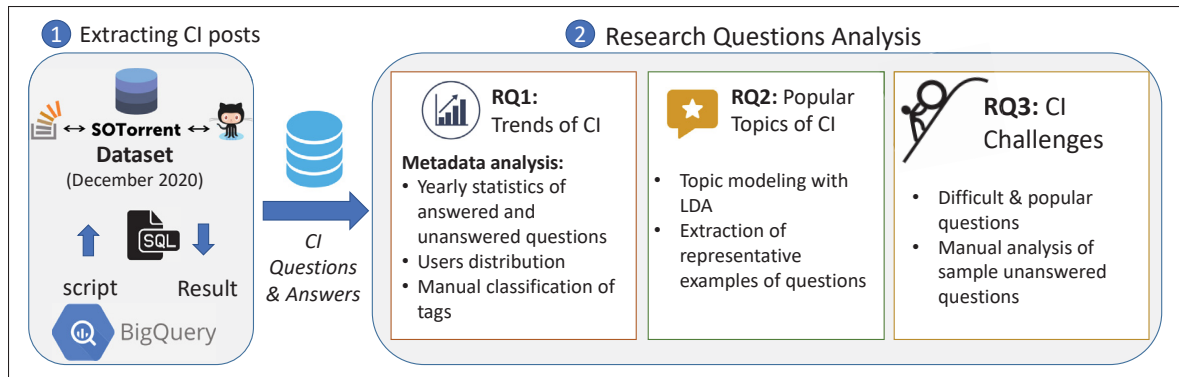 1 Extracting CI posts
SOTorrent
Dataset
(December 2020)
SQL
script Result
BigQuery
CI
Questions
& Answers
2 Research Questions Analysis
RQ1:
Trends of CI
Metadata analysis:
• Yearly statistics of
answered and
unanswered questions
• Users distribution
• Manual classification of
tags
RQ2: Popular
Topics of CI
• Topic modeling with
LDA
• Extraction of
representative
examples of questions
RQ3: CI
Challenges
• Difficult & popular
questions
• Manual analysis of
sample unanswered
questions